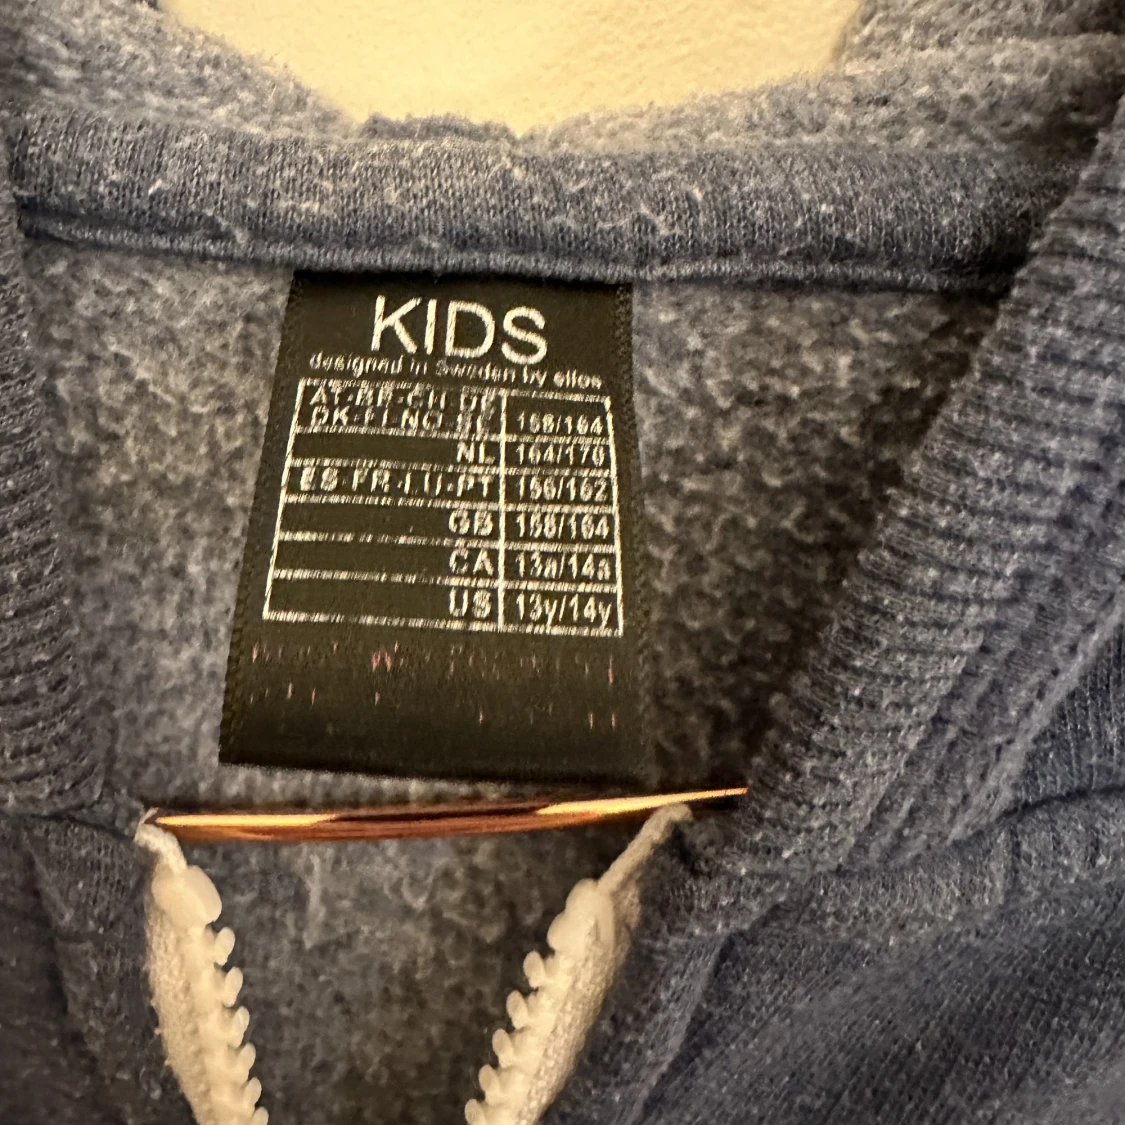 KIDS
designed in Sweden by ellos
AT·BE·CH·DE
DK·FI·NO·SE 158/164
NL 164/170
ES·FR·LU·PT 156/162
GB 158/164
CA 13a/14a
US 13y/14y